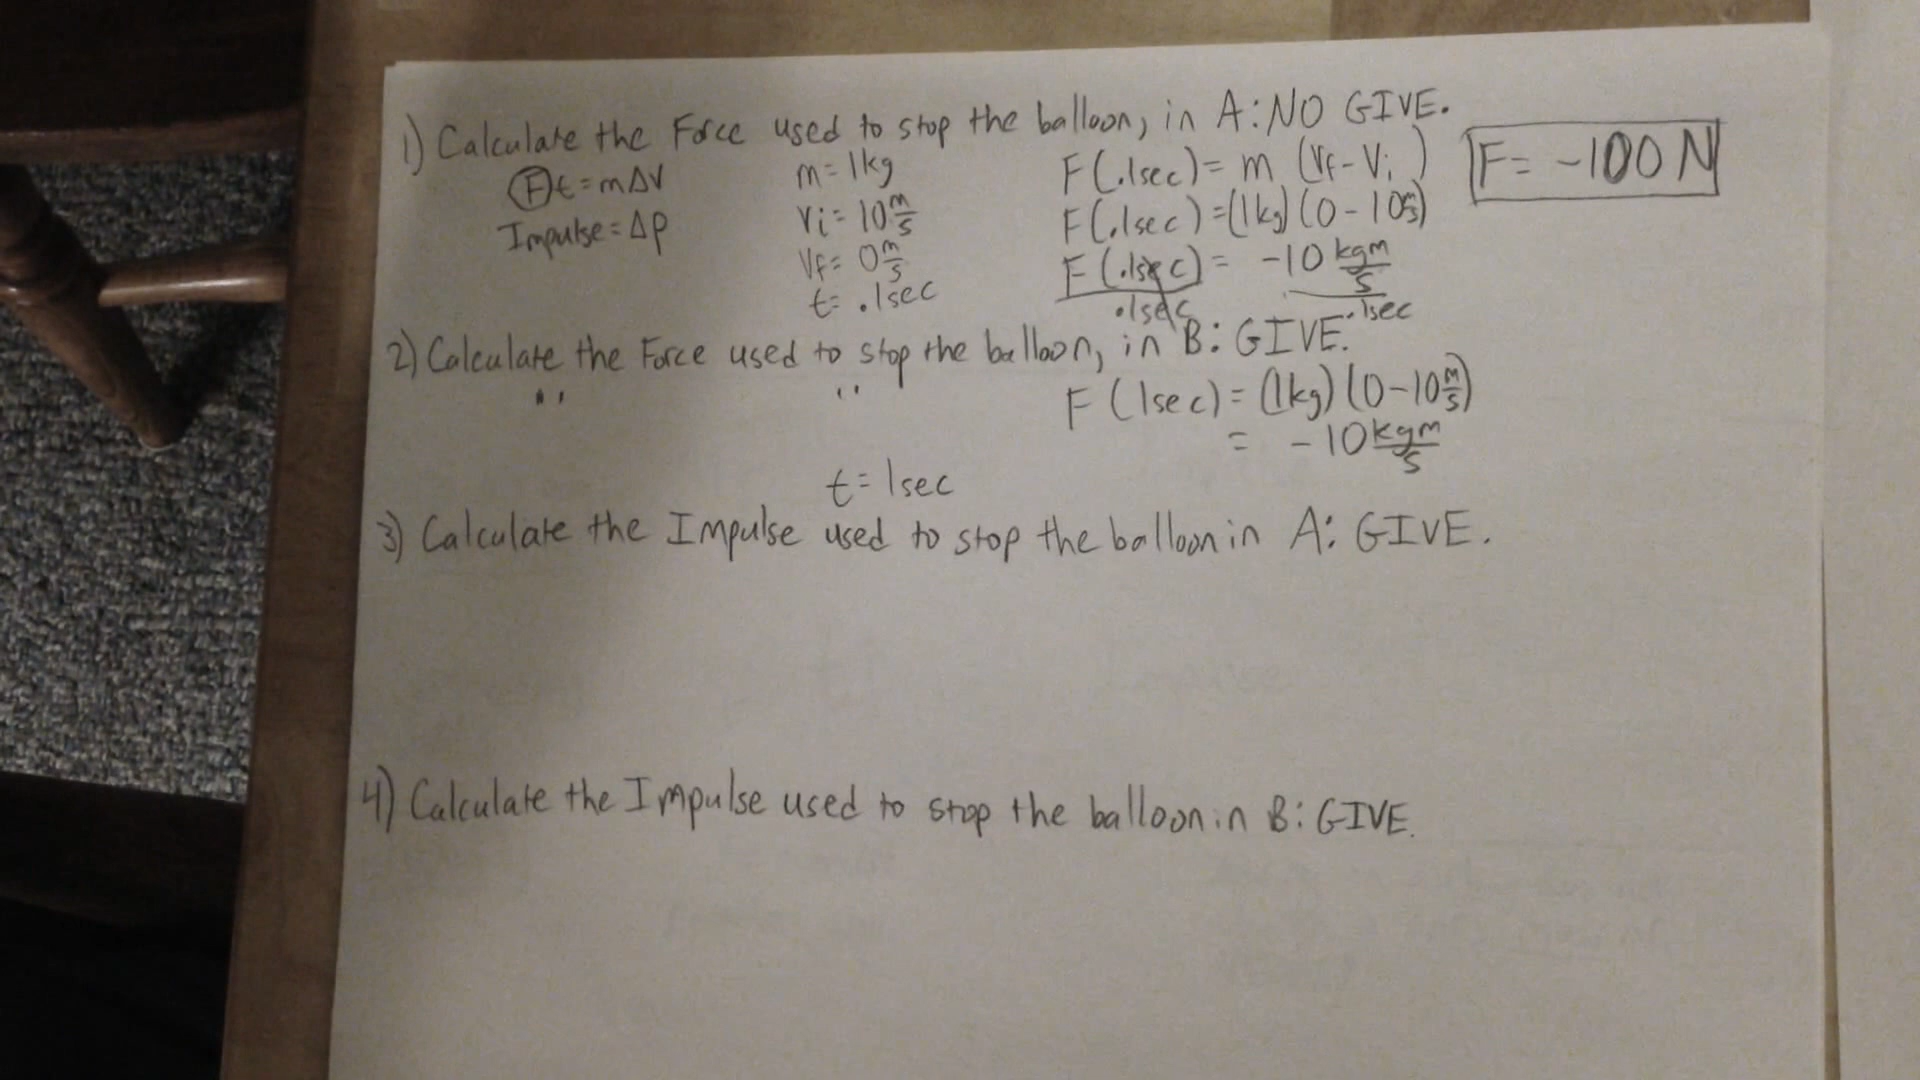 1) Calculate the Force used to stop the balloon, in A: NO GIVE.
Ft = mΔV
Impulse = Δp
m = 1kg
Vi = 10 m/s
Vf = 0 m/s
t = .1sec
F(.1sec) = m (Vf - Vi)
F(.1sec) = (1kg)(0 - 10 m/s)
F(.1sec) = -10 kgm/s
.1sec .1sec
F = -100 N
2) Calculate the Force used to stop the balloon, in B: GIVE.
" "
F(1sec) = (1kg)(0 - 10 m/s)
= -10 kgm/s
t = 1sec
3) Calculate the Impulse used to stop the balloon in A: GIVE.
4) Calculate the Impulse used to stop the balloon in B: GIVE.